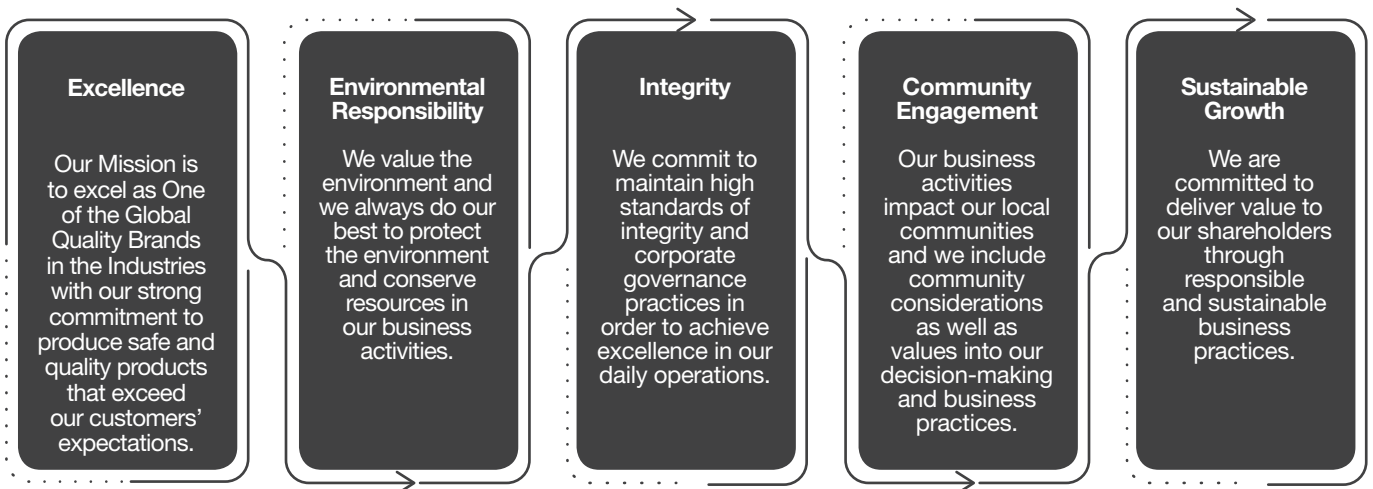 Excellence
Our Mission is
to excel as One
of the Global
Quality Brands
in the Industries
with our strong
commitment to
produce safe and
quality products
that exceed
our customers’
expectations.
Environmental
Responsibility
We value the
environment and
we always do our
best to protect
the environment
and conserve
resources in
our business
activities.
Integrity
We commit to
maintain high
standards of
integrity and
corporate
governance
practices in
order to achieve
excellence in our
daily operations.
Community
Engagement
Our business
activities
impact our local
communities
and we include
community
considerations
as well as
values into our
decision-making
and business
practices.
Sustainable
Growth
We are
committed to
deliver value to
our shareholders
through
responsible
and sustainable
business
practices.